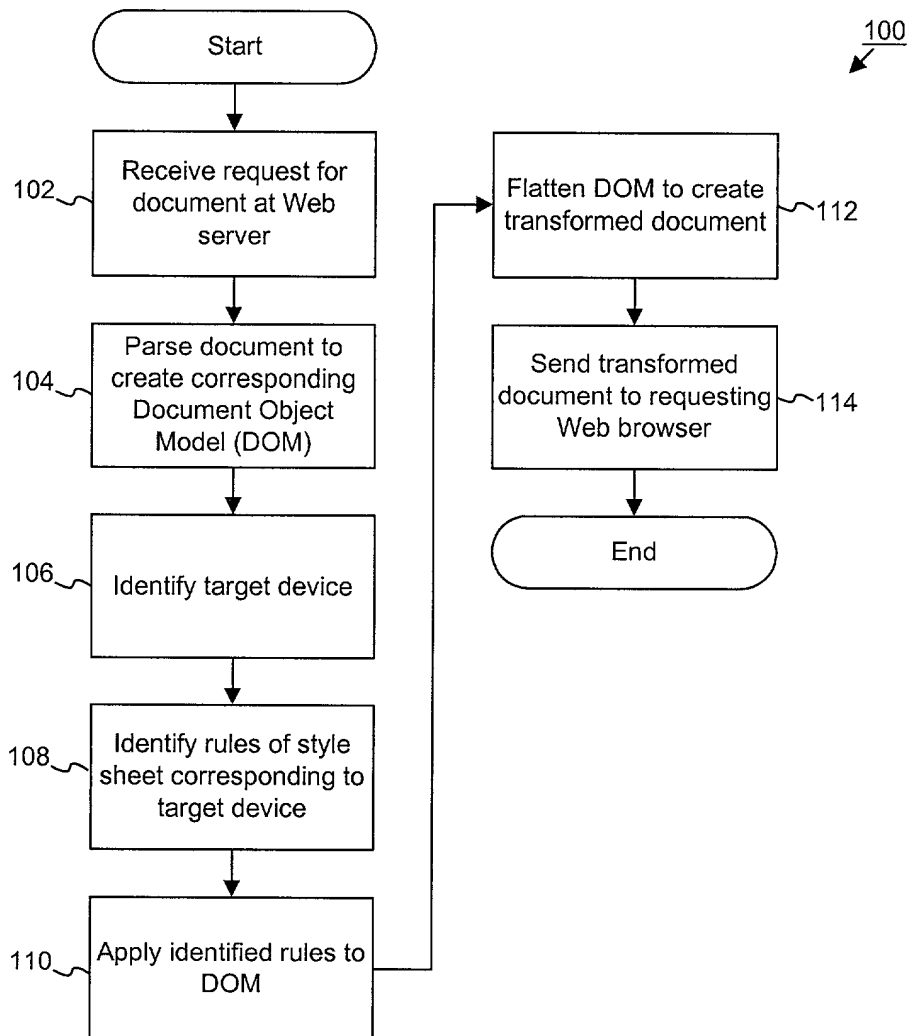 100
Start
102
Receive request for
document at Web
server
104
Parse document to
create corresponding
Document Object
Model (DOM)
106
Identify target device
108
Identify rules of style
sheet corresponding to
target device
110
Apply identified rules to
DOM
Flatten DOM to create
transformed document
112
Send transformed
document to requesting
Web browser
114
End